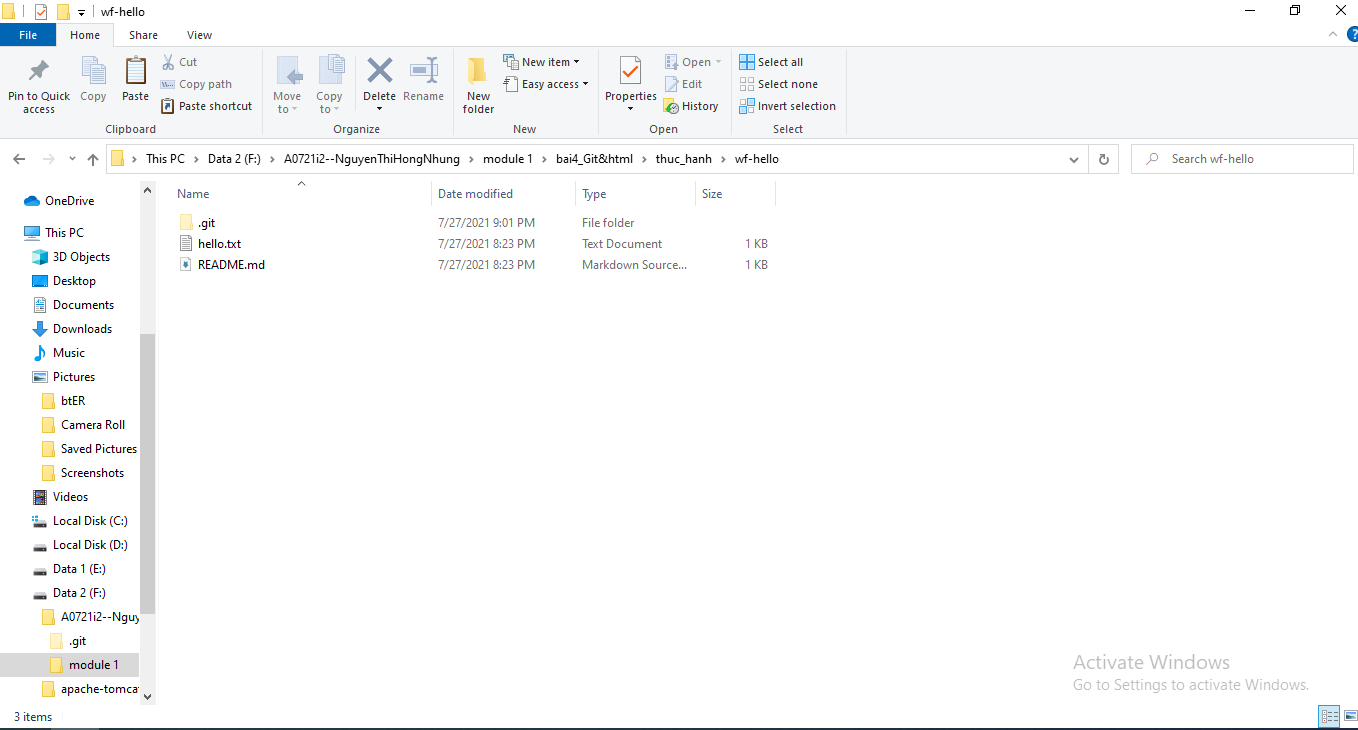 wf-hello
File Home Share View
Pin to Quick access
Copy
Paste
Cut
Copy path
Paste shortcut
Clipboard
Move to
Copy to
Delete
Rename
Organize
New folder
New item
Easy access
New
Properties
Open
Edit
History
Open
Select all
Select none
Invert selection
Select
This PC › Data 2 (F:) › A0721i2--NguyenThiHongNhung › module 1 › bai4_Git&html › thuc_hanh › wf-hello
Search wf-hello
OneDrive
This PC
3D Objects
Desktop
Documents
Downloads
Music
Pictures
btER
Camera Roll
Saved Pictures
Screenshots
Videos
Local Disk (C:)
Local Disk (D:)
Data 1 (E:)
Data 2 (F:)
A0721i2--Nguy
.git
module 1
apache-tomca
Name Date modified Type Size
.git 7/27/2021 9:01 PM File folder
hello.txt 7/27/2021 8:23 PM Text Document 1 KB
README.md 7/27/2021 8:23 PM Markdown Source... 1 KB
Activate Windows
Go to Settings to activate Windows.
3 items